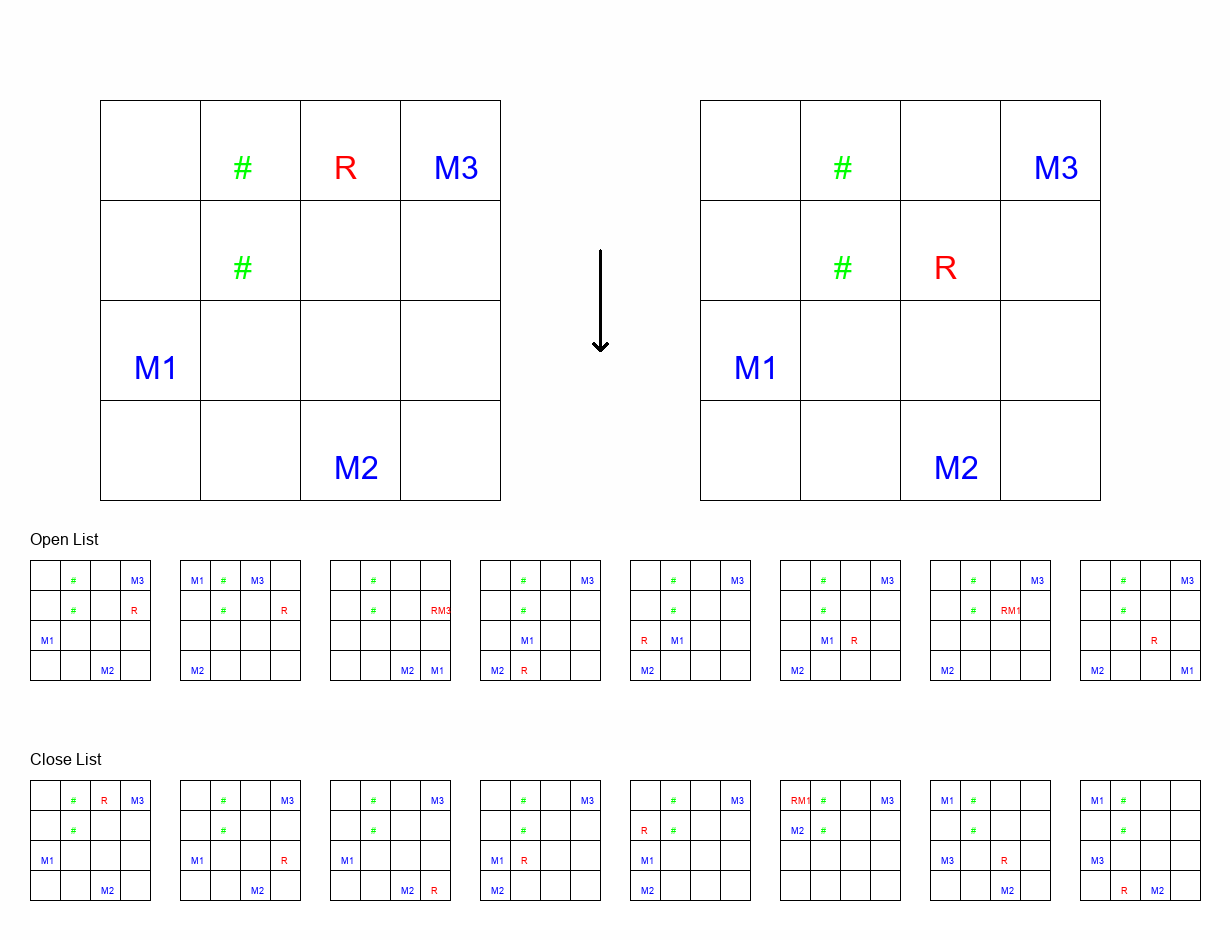 # R M3 # M3
# # R
M1 M1
M2 M2
Open List
# M3 M1 # M3 # # M3 # M3 # M3 # M3 # M3
# R # R # RM3 # # # # RM1 #
M1 M1 R M1 M1 R R
M2 M2 M2 M1 M2 R M2 M2 M2 M2 M1
Close List
# R M3 # M3 # M3 # M3 # M3 RM1 # M3 M1 # M1 #
# # # # R # M2 # # #
M1 M1 R M1 M1 R M1 M3 R M3
M2 M2 M2 R M2 M2 M2 R M2